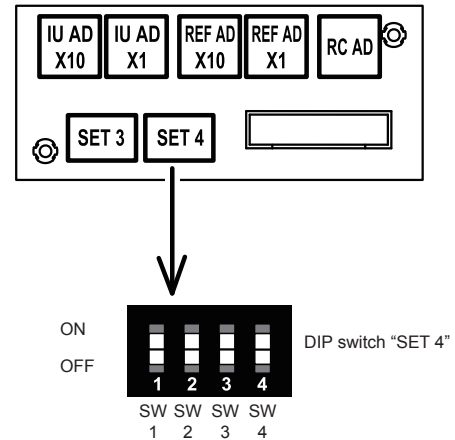 IU AD X10
IU AD X1
REF AD X10
REF AD X1
RC AD
SET 3
SET 4
ON
OFF
DIP switch “SET 4”
1 2 3 4
SW SW SW SW
1 2 3 4